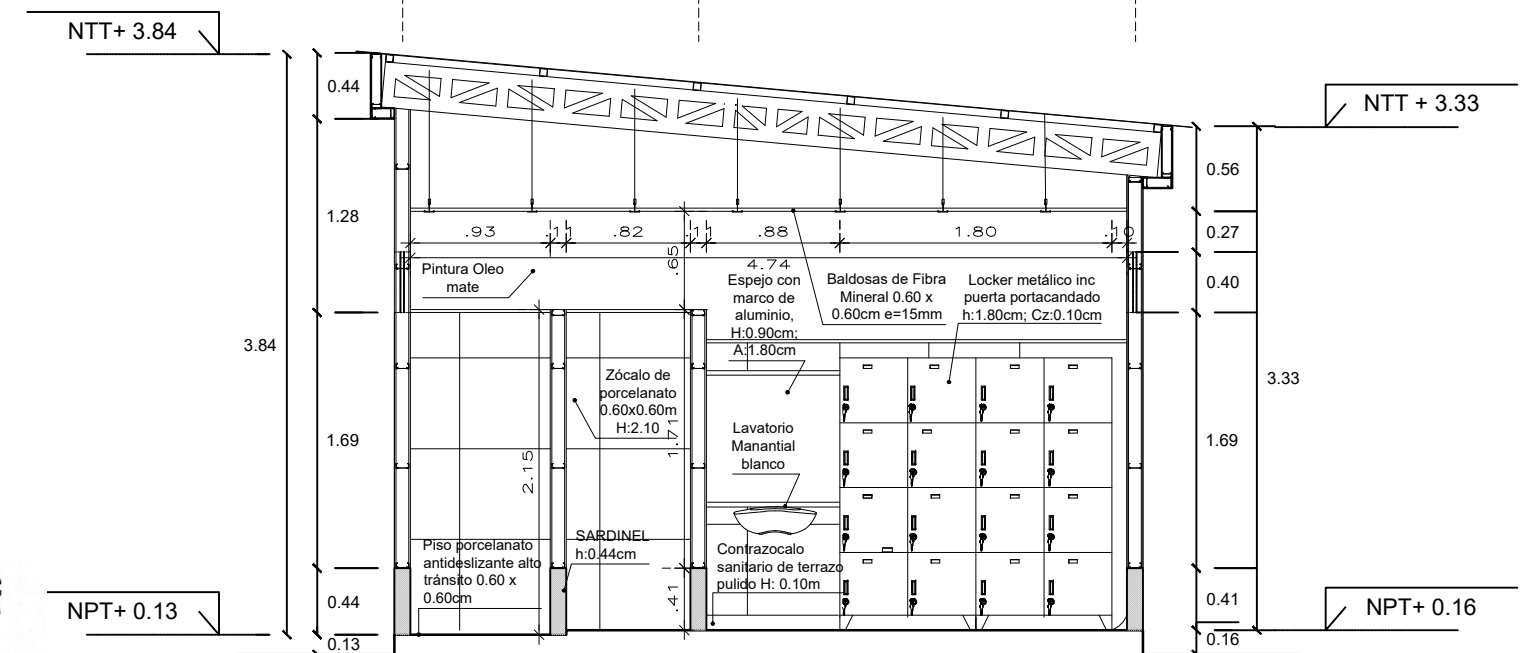 NTT+ 3.84
NTT + 3.33
0.44
1.28
3.84
1.69
0.44
0.13
0.56
0.27
0.40
3.33
1.69
0.41
0.16
.93
.11
.82
.11
.88
1.80
.10
4.74
.65
Pintura Oleo
mate
Espejo con
marco de
aluminio,
H:0.90cm;
A:1.80cm
Baldosas de Fibra
Mineral 0.60 x
0.60cm e=15mm
Locker metálico inc
puerta portacandado
h:1.80cm; Cz:0.10cm
Zócalo de
porcelanato
0.60x0.60m
H:2.10
1.71
2.15
Lavatorio
Manantial
blanco
SARDINEL
h:0.44cm
Piso porcelanato
antideslizante alto
tránsito 0.60 x
0.60cm
Contrazocalo
sanitario de terrazo
pulido H: 0.10m
.41
NPT+ 0.13
NPT+ 0.16